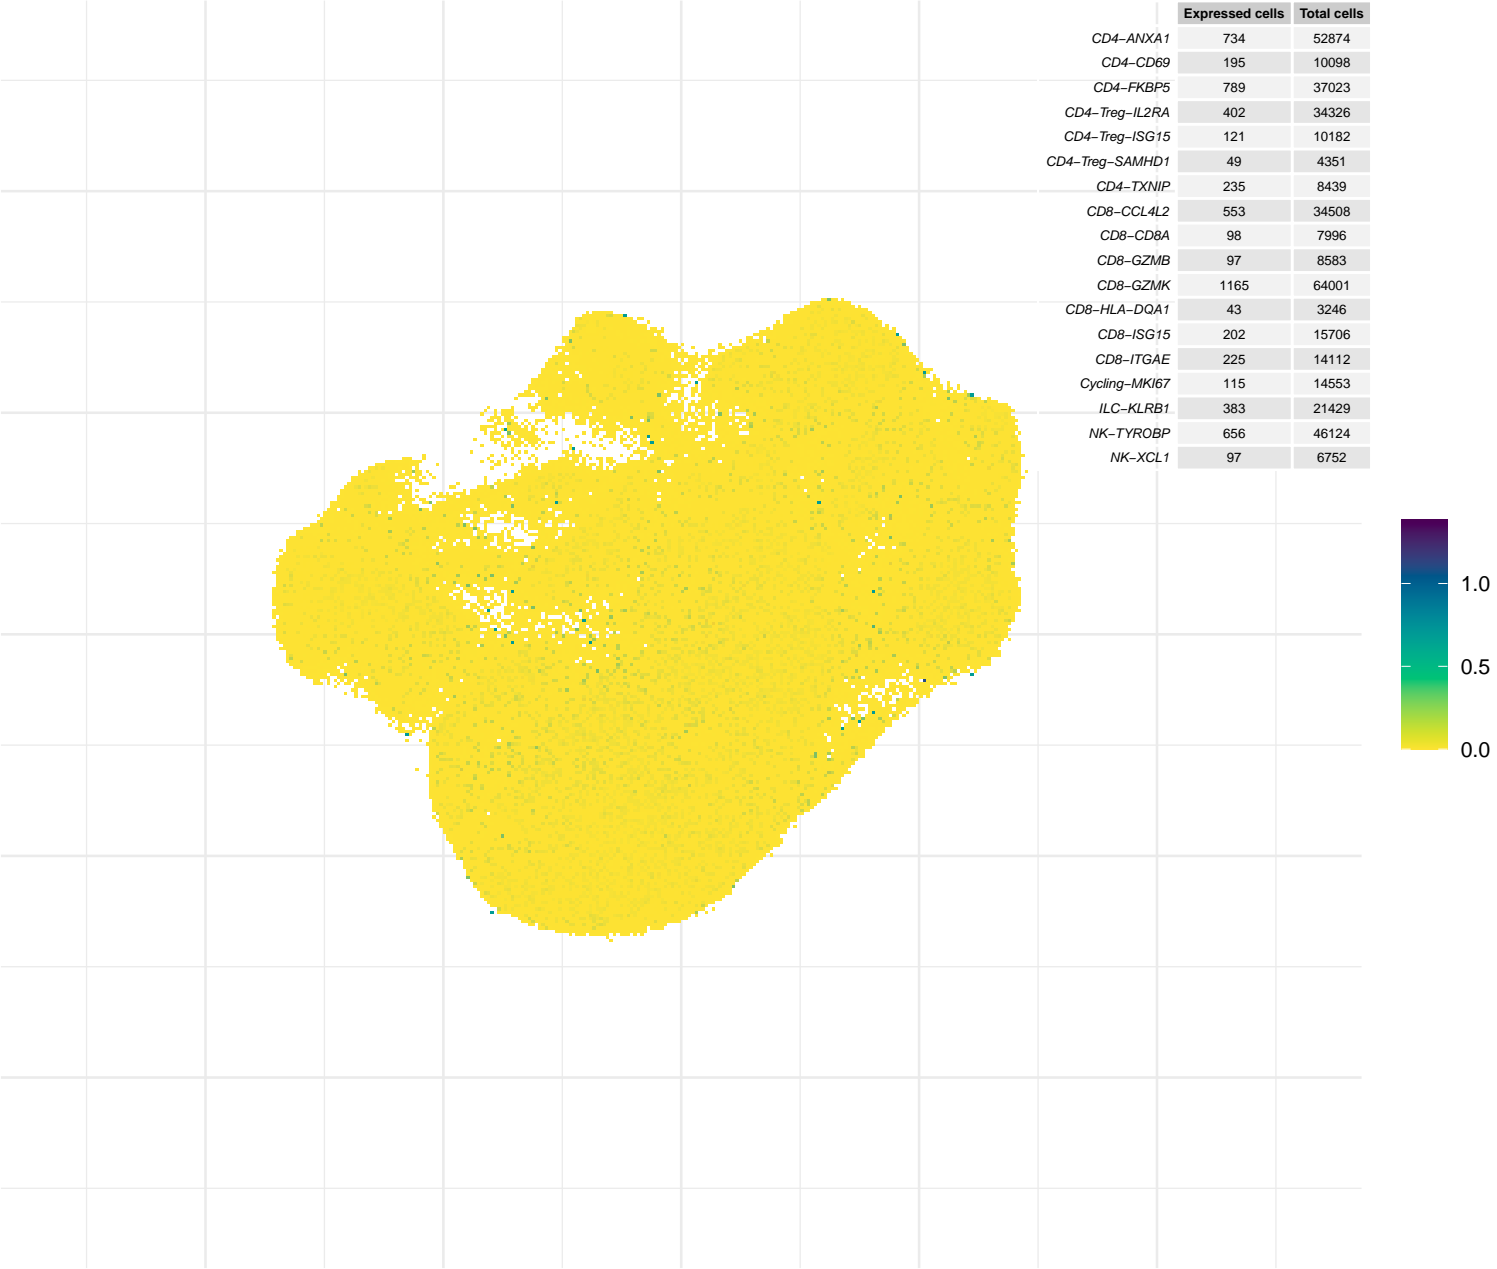 Expressed cells Total cells
CD4−ANXA1 734 52874
CD4−CD69 195 10098
CD4−FKBP5 789 37023
CD4−Treg−IL2RA 402 34326
CD4−Treg−ISG15 121 10182
CD4−Treg−SAMHD1 49 4351
CD4−TXNIP 235 8439
CD8−CCL4L2 553 34508
CD8−CD8A 98 7996
CD8−GZMB 97 8583
CD8−GZMK 1165 64001
CD8−HLA−DQA1 43 3246
CD8−ISG15 202 15706
CD8−ITGAE 225 14112
Cycling−MKI67 115 14553
ILC−KLRB1 383 21429
NK−TYROBP 656 46124
NK−XCL1 97 6752
1.0
0.5
0.0